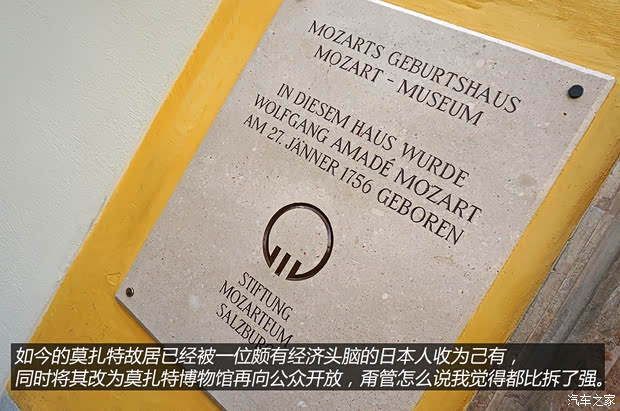 MOZARTS GEBURTSHAUS
MOZART - MUSEUM
IN DIESEM HAUS WURDE
WOLFGANG AMADÉ MOZART
AM 27. JÄNNER 1756 GEBOREN
STIFTUNG
MOZARTEUM
SALZBUR
如今的莫扎特故居已经被一位颇有经济头脑的日本人收为己有，
同时将其改为莫扎特博物馆再向公众开放，甭管怎么说我觉得都比拆了强。
汽车之家